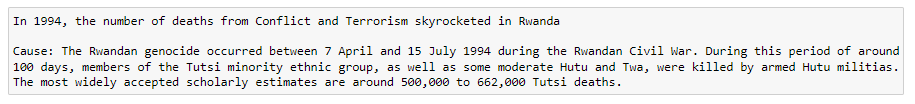 In 1994, the number of deaths from Conflict and Terrorism skyrocketed in Rwanda
Cause: The Rwandan genocide occurred between 7 April and 15 July 1994 during the Rwandan Civil War. During this period of around
100 days, members of the Tutsi minority ethnic group, as well as some moderate Hutu and Twa, were killed by armed Hutu militias.
The most widely accepted scholarly estimates are around 500,000 to 662,000 Tutsi deaths.